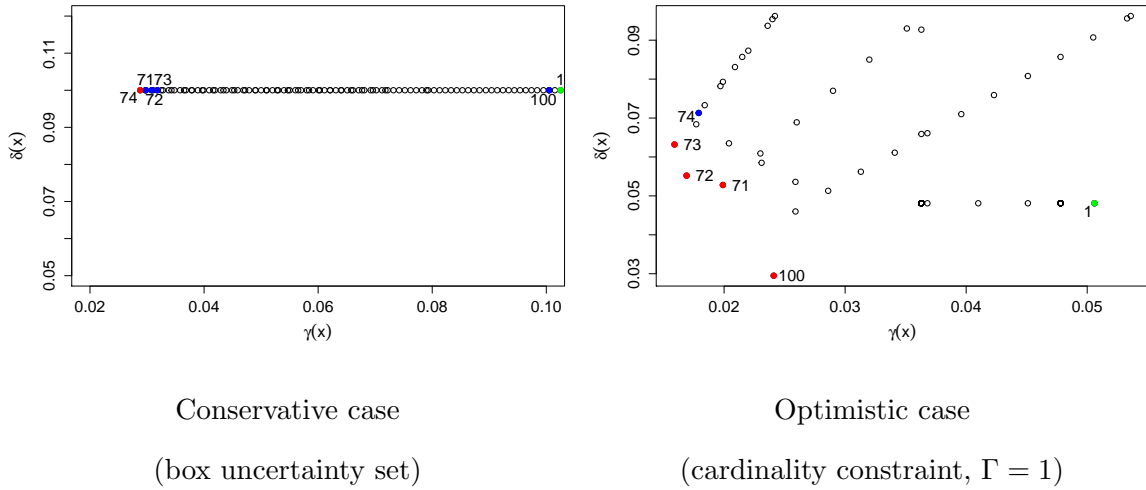 δ(x)
0.05 0.07 0.09 0.11
7173
74
72
1
100
0.02 0.04 0.06 0.08 0.10
γ(x)
δ(x)
0.03 0.05 0.07 0.09
74
73
72
71
1
100
0.02 0.03 0.04 0.05
γ(x)
Conservative case
(box uncertainty set)
Optimistic case
(cardinality constraint, Γ = 1)